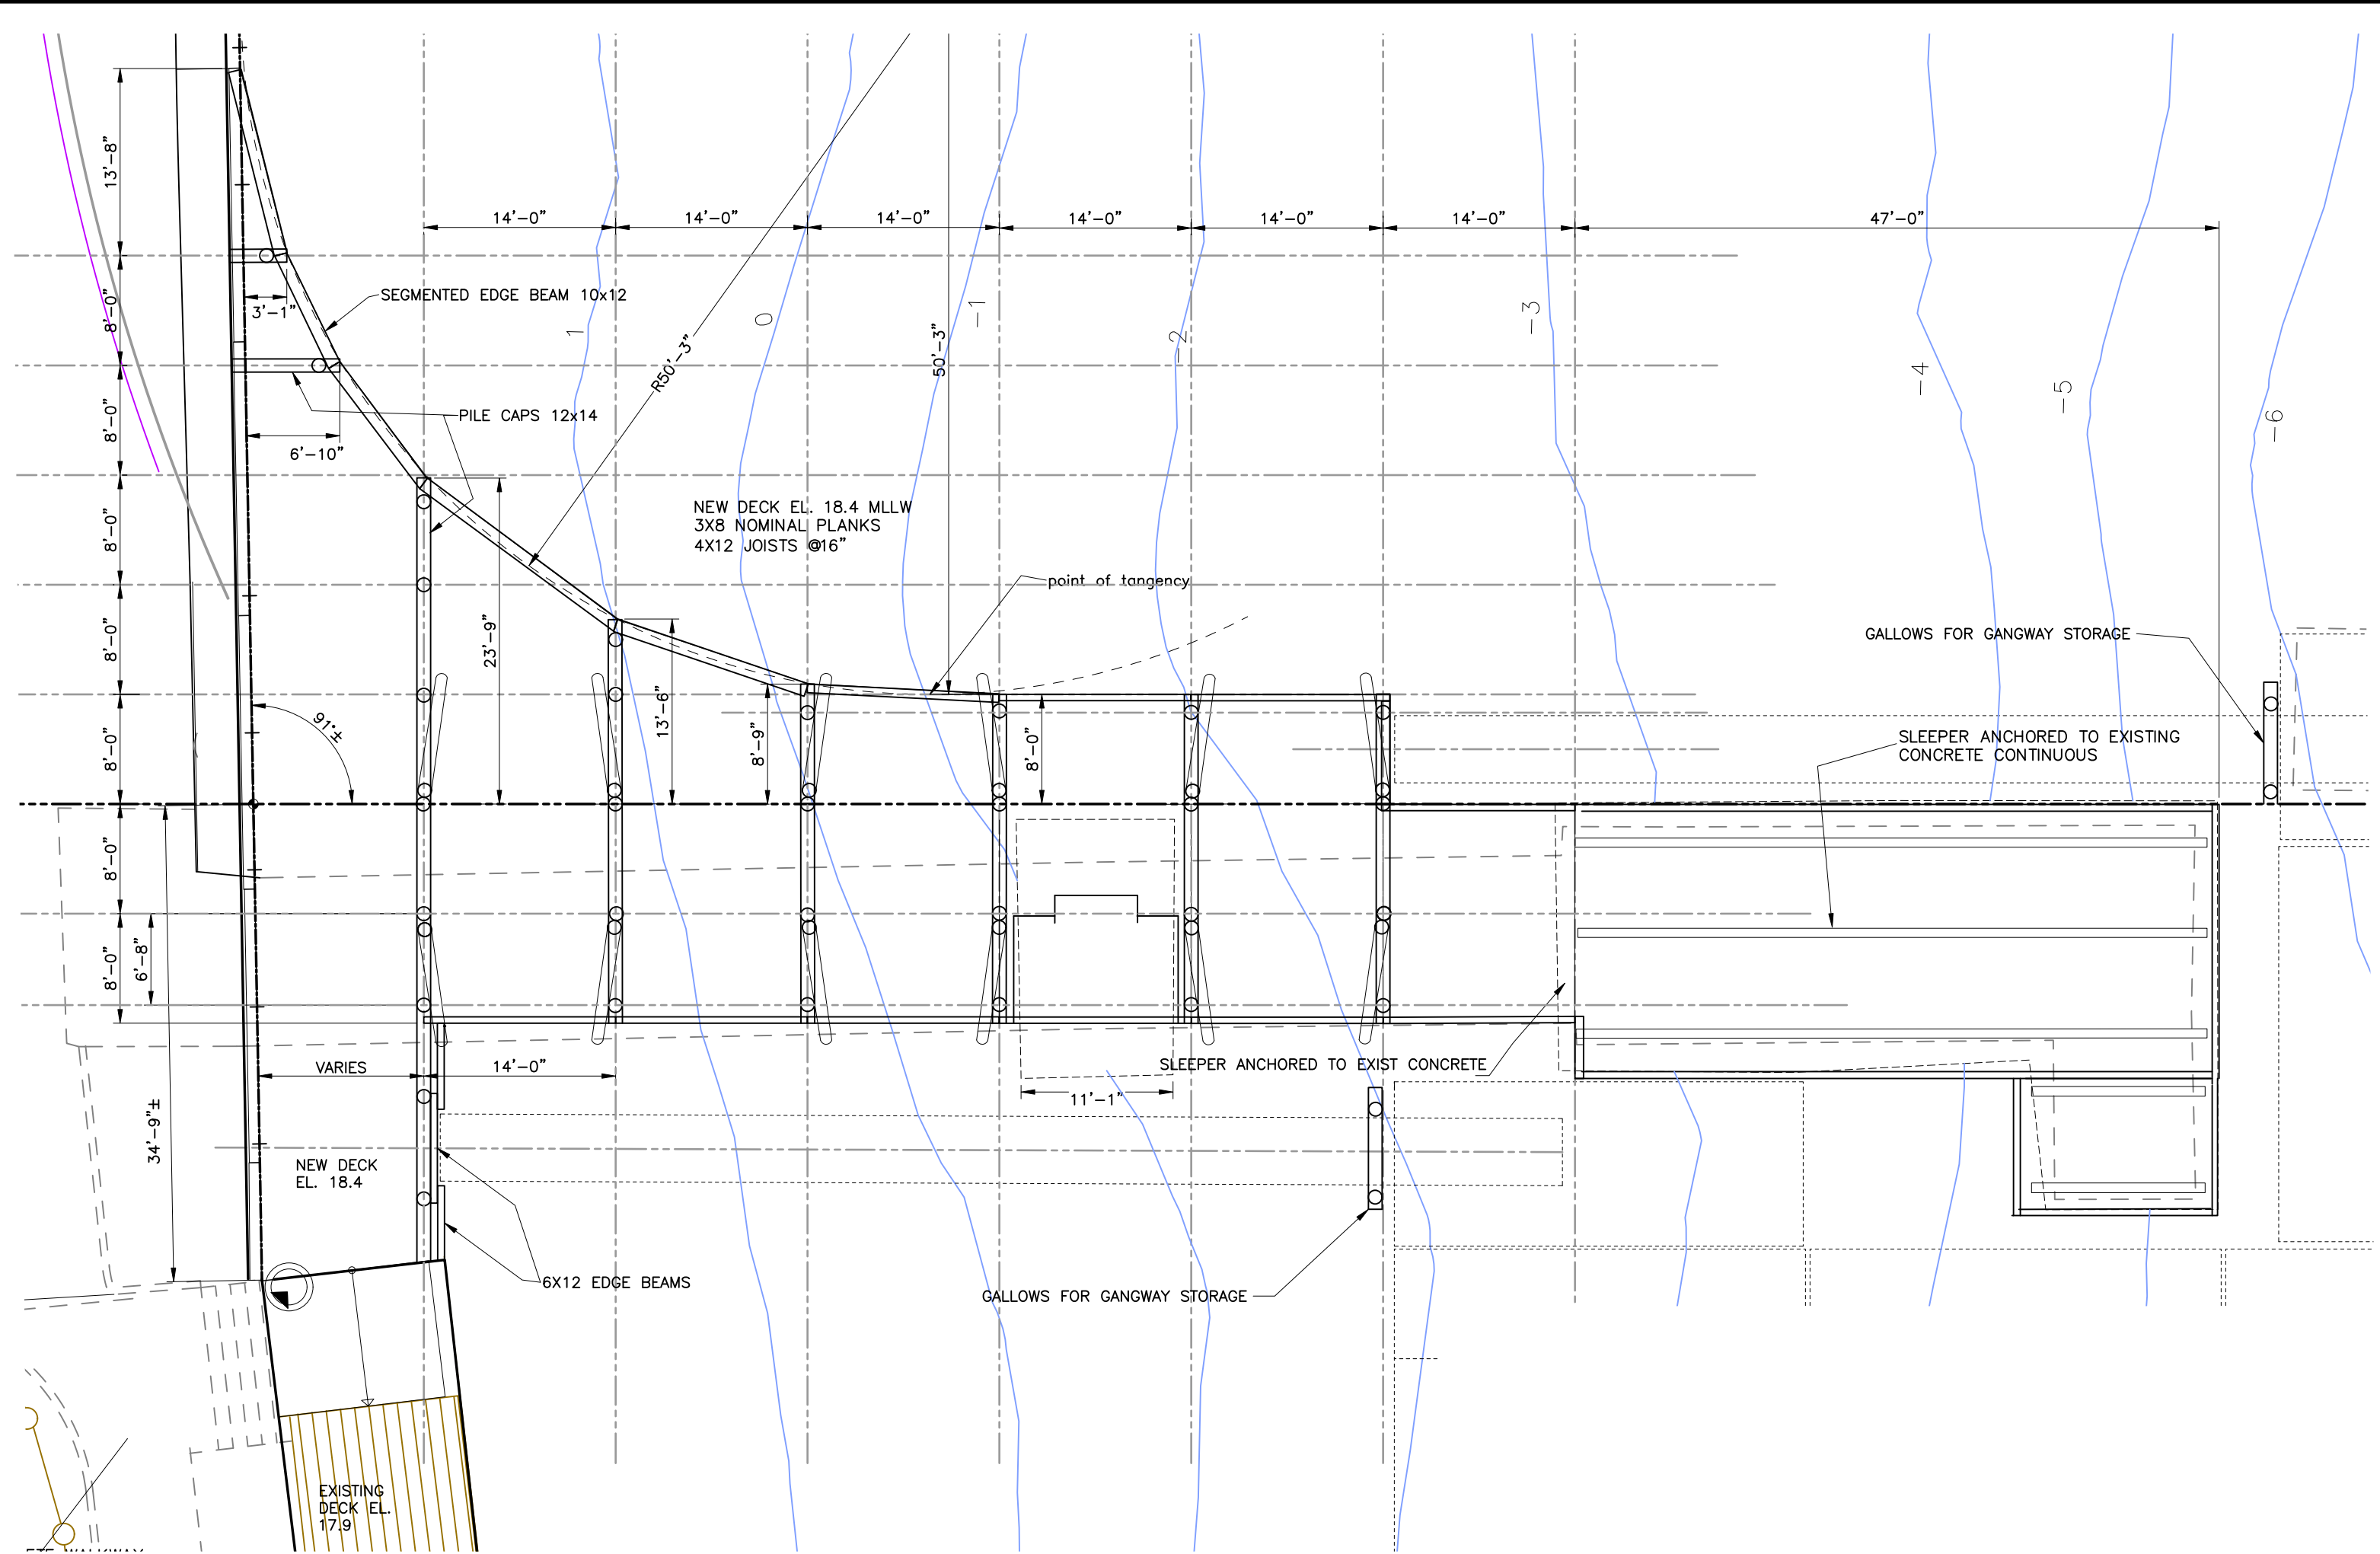 13'-8"
14'-0"
14'-0"
14'-0"
14'-0"
14'-0"
14'-0"
47'-0"
8'-0"
3'-1"
SEGMENTED EDGE BEAM 10x12
1
0
-1
-2
-3
-4
-5
-6
R50'-3"
50'-3"
8'-0"
6'-10"
PILE CAPS 12x14
8'-0"
NEW DECK EL. 18.4 MLLW
3X8 NOMINAL PLANKS
4X12 JOISTS @16"
point of tangency
8'-0"
23'-9"
13'-6"
8'-9"
8'-0"
GALLOWS FOR GANGWAY STORAGE
8'-0"
91°±
SLEEPER ANCHORED TO EXISTING
CONCRETE CONTINUOUS
8'-0"
8'-0"
6'-8"
VARIES
14'-0"
SLEEPER ANCHORED TO EXIST CONCRETE
11'-1"
34'-9"±
NEW DECK
EL. 18.4
6X12 EDGE BEAMS
GALLOWS FOR GANGWAY STORAGE
EXISTING
DECK EL.
17.9